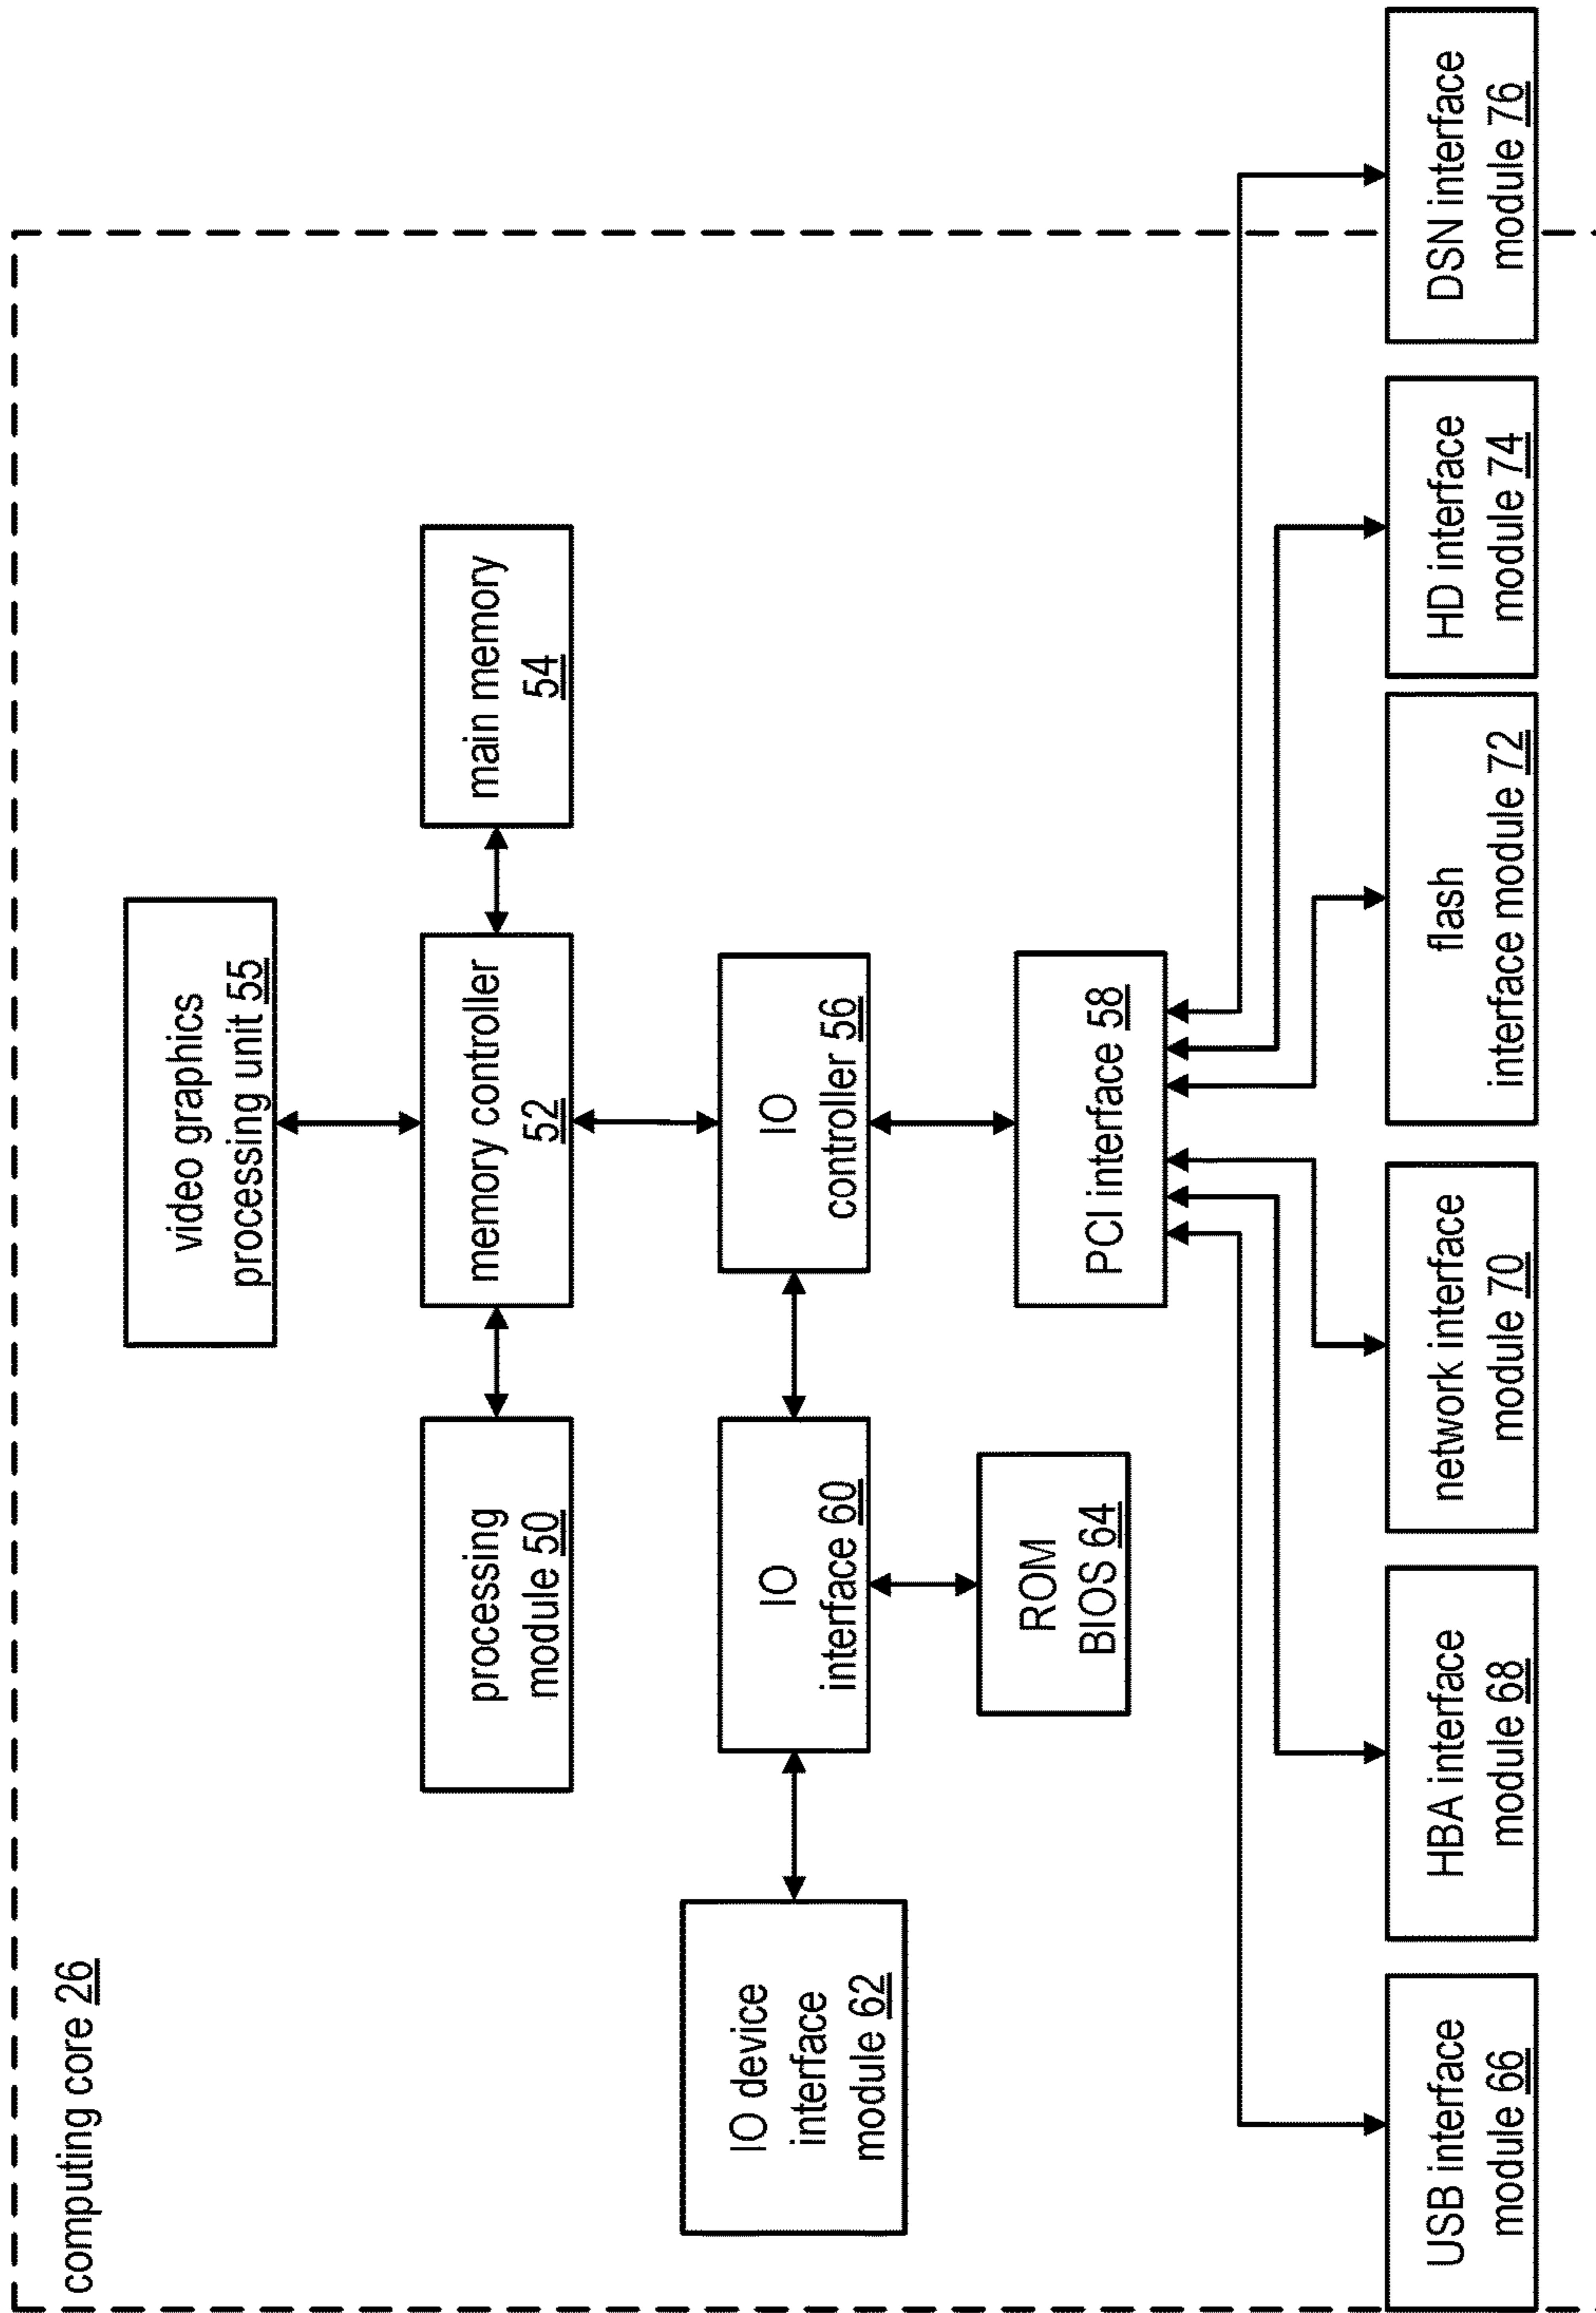 computing core 26
video graphics
processing unit 55
processing
module 50
memory controller
52
main memory
54
IO device
interface
module 62
IO
interface 60
IO
controller 56
ROM
BIOS 64
PCI interface 58
USB interface
module 66
HBA interface
module 68
network interface
module 70
flash
interface module 72
HD interface
module 74
DSN interface
module 76